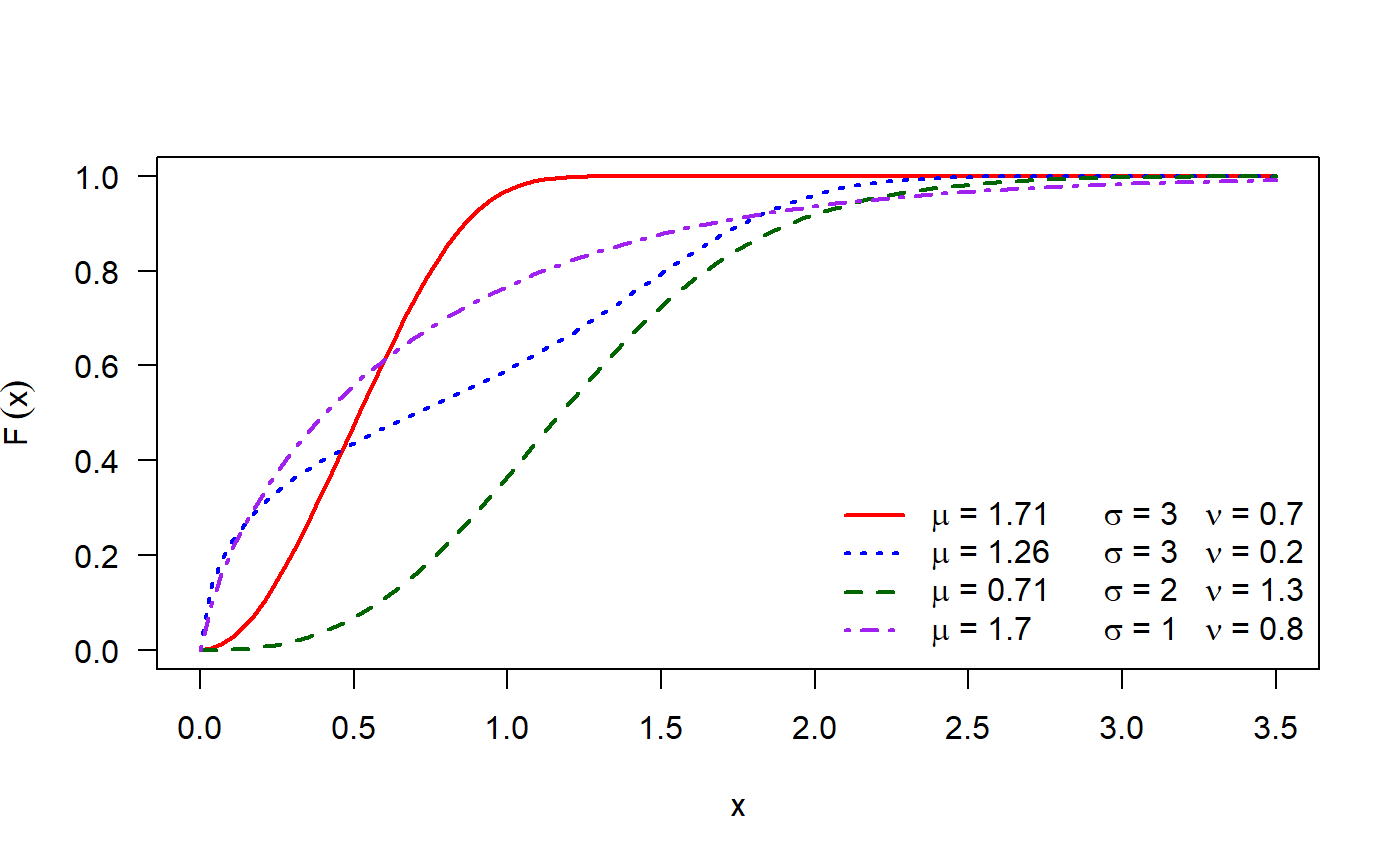 1.0
0.8
0.6
0.4
0.2
0.0
F (x)
μ = 1.71 σ = 3 ν = 0.7
μ = 1.26 σ = 3 ν = 0.2
μ = 0.71 σ = 2 ν = 1.3
μ = 1.7 σ = 1 ν = 0.8
0.0 0.5 1.0 1.5 2.0 2.5 3.0 3.5
x